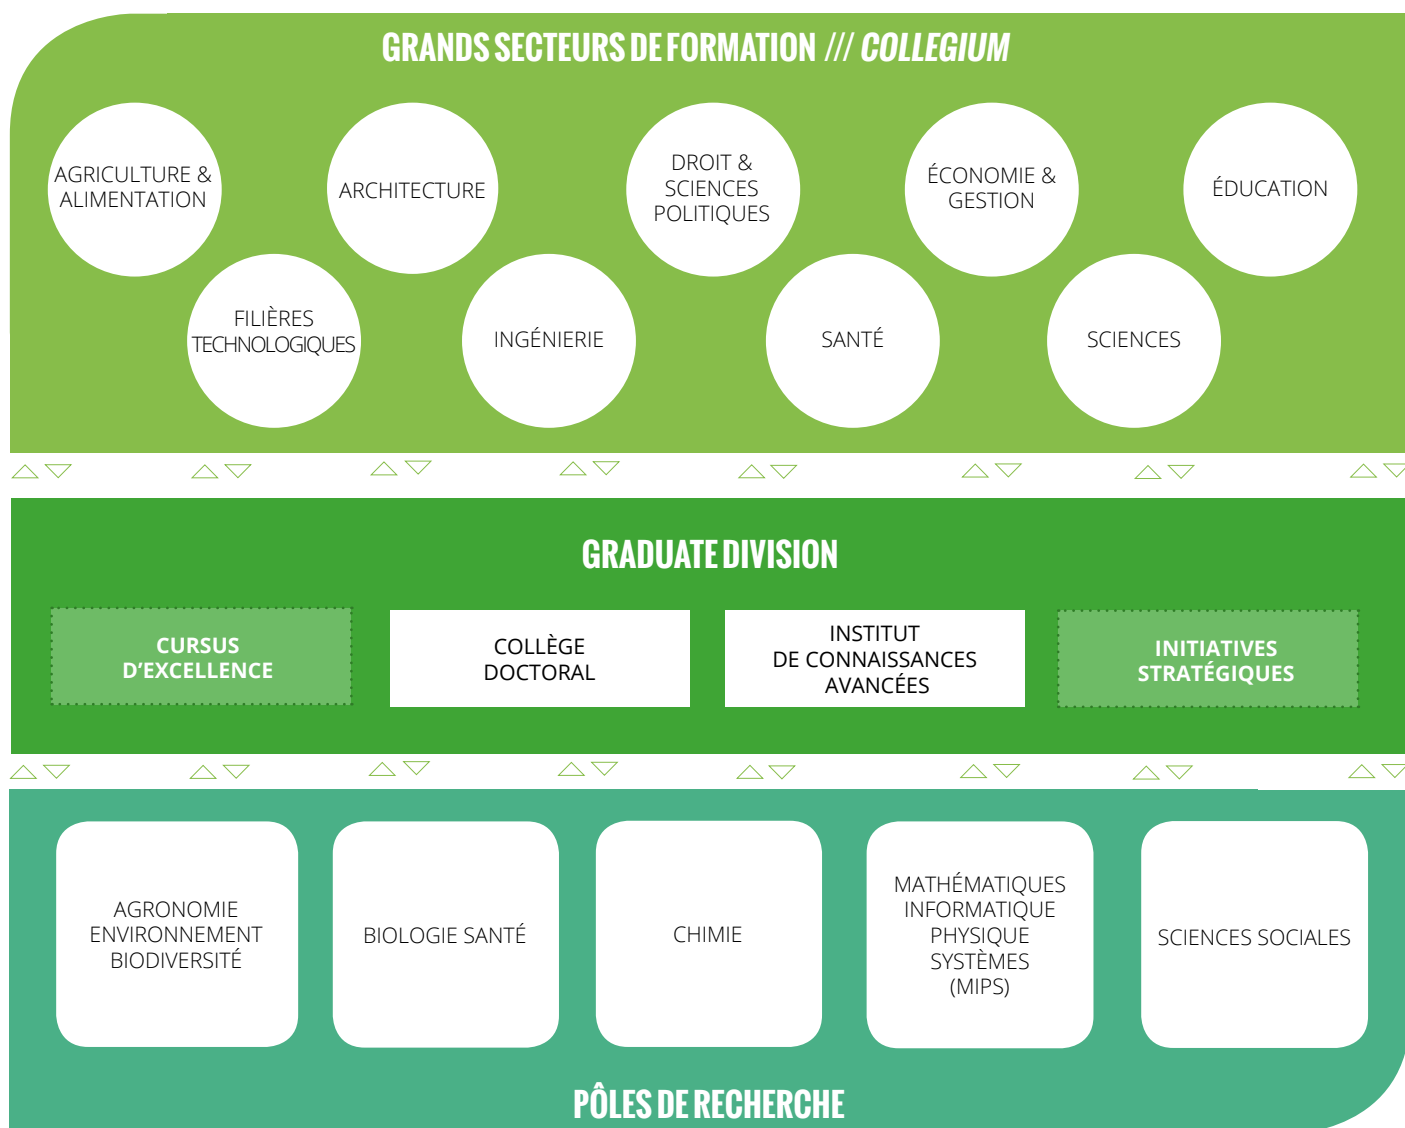 GRANDS SECTEURS DE FORMATION /// COLLEGIUM
AGRICULTURE &
ALIMENTATION
ARCHITECTURE
DROIT &
SCIENCES
POLITIQUES
ÉCONOMIE &
GESTION
ÉDUCATION
FILIÈRES
TECHNOLOGIQUES
INGÉNIERIE
SANTÉ
SCIENCES
GRADUATE DIVISION
CURSUS
D’EXCELLENCE
COLLÈGE
DOCTORAL
INSTITUT
DE CONNAISSANCES
AVANCÉES
INITIATIVES
STRATÉGIQUES
AGRONOMIE
ENVIRONNEMENT
BIODIVERSITÉ
BIOLOGIE SANTÉ
CHIMIE
MATHÉMATIQUES
INFORMATIQUE
PHYSIQUE
SYSTÈMES
(MIPS)
SCIENCES SOCIALES
PÔLES DE RECHERCHE